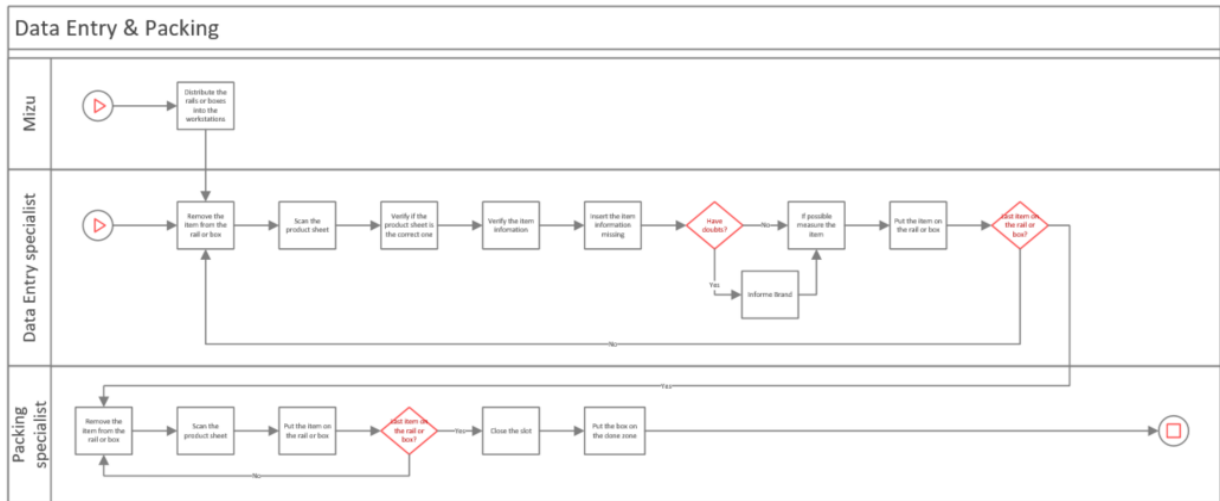 Data Entry & Packing
Mizu
Distribute the
rails or boxes
into the
workstations
Data Entry specialist
Remove the
item from the
rail or box
Scan the
product sheet
Verify if the
product sheet is
the correct one
Verify the item
infomation
Insert the item
information
missing
Have
doubts?
No
Yes
Informe Brand
If possible
measure the
item
Put the item on
the rail or box
Last item on
the rail or
box?
No
Yes
Packing
specialist
Remove the
item from the
rail or box
Scan the
product sheet
Put the item on
the rail or box
Last item on
the rail or
box?
Yes
No
Close the slot
Put the box on
the done zone